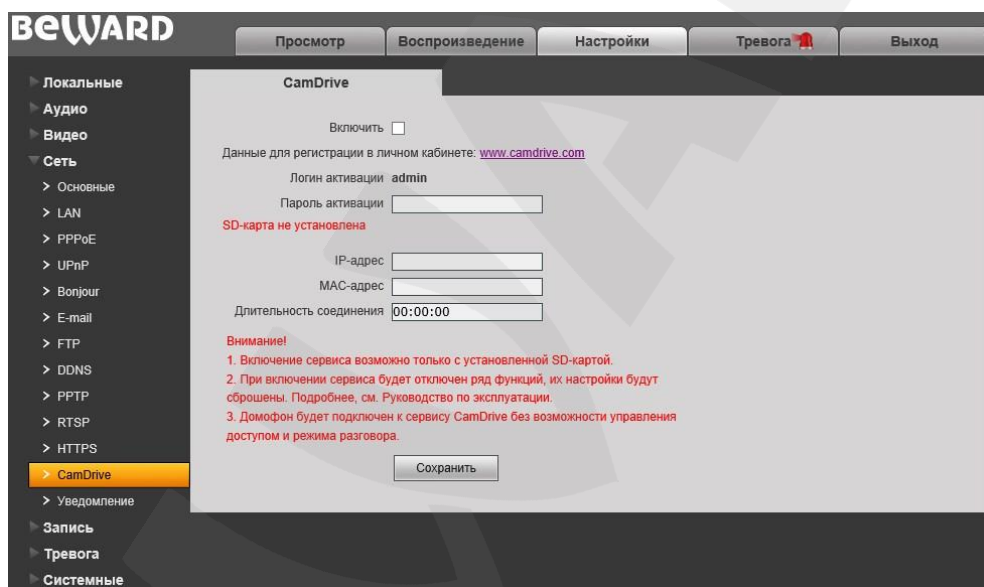 BEWARD
Просмотр
Воспроизведение
Настройки
Тревога
Выход
Локальные
Аудио
Видео
Сеть
Основные
LAN
PPPoE
UPnP
Bonjour
E-mail
FTP
DDNS
PPTP
RTSP
HTTPS
CamDrive
Уведомление
Запись
Тревога
Системные
CamDrive
Включить
Данные для регистрации в личном кабинете: www.camdrive.com
Логин активации admin
Пароль активации
SD-карта не установлена
IP-адрес
MAC-адрес
Длительность соединения 00:00:00
Внимание!
1. Включение сервиса возможно только с установленной SD-картой.
2. При включении сервиса будет отключен ряд функций, их настройки будут
сброшены. Подробнее, см. Руководство по эксплуатации.
3. Домофон будет подключен к сервису CamDrive без возможности управления
доступом и режима разговора.
Сохранить